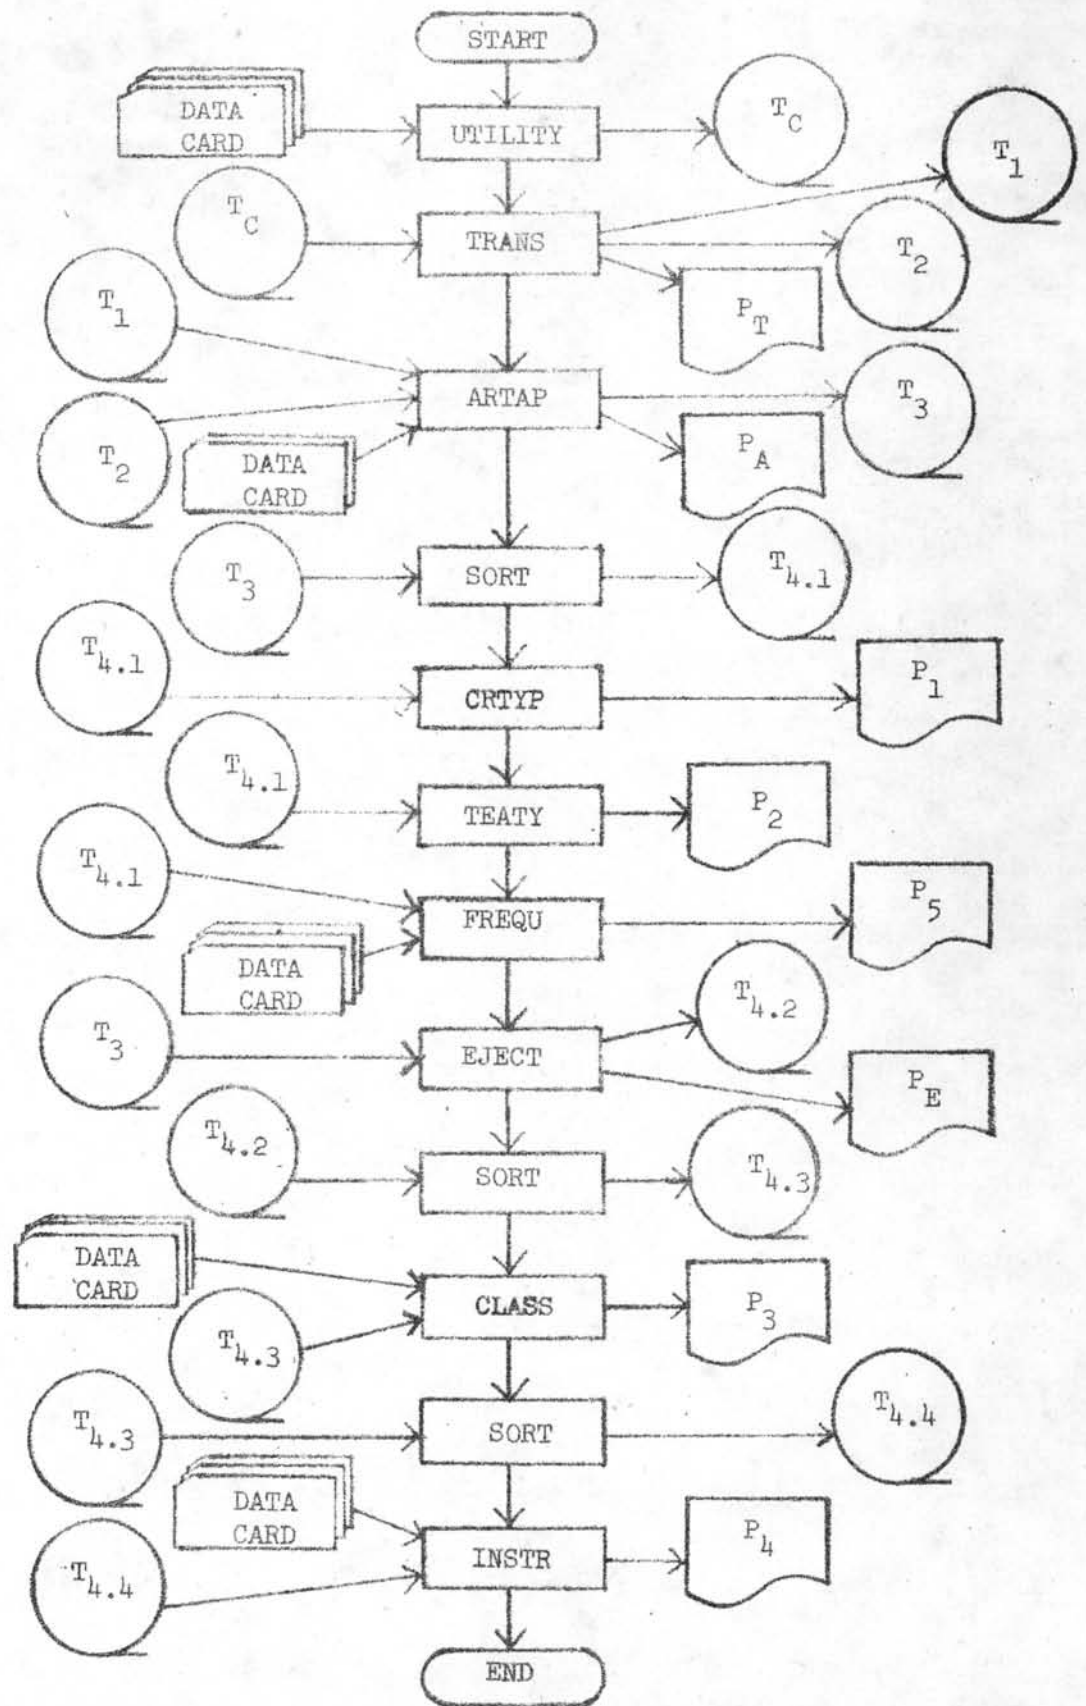 START
DATA
CARD
UTILITY
T_C
T_1
T_C
TRANS
T_2
P_T
T_1
ARTAP
T_3
P_A
T_2
DATA
CARD
T_3
SORT
T_4.1
T_4.1
CRTYP
P_1
T_4.1
TEATY
P_2
T_4.1
FREQU
P_5
DATA
CARD
T_3
EJECT
T_4.2
P_E
T_4.2
SORT
T_4.3
DATA
CARD
CLASS
P_3
T_4.3
T_4.3
SORT
T_4.4
DATA
CARD
T_4.4
INSTR
P_4
END